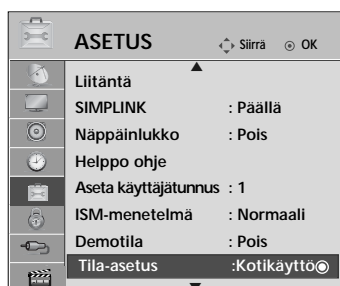 ASETUS Siirrä OK
Liitäntä
SIMPLINK : Päällä
Näppäinlukko : Pois
Helppo ohje
Aseta käyttäjätunnus : 1
ISM-menetelmä : Normaali
Demotila : Pois
Tila-asetus :Kotikäyttö